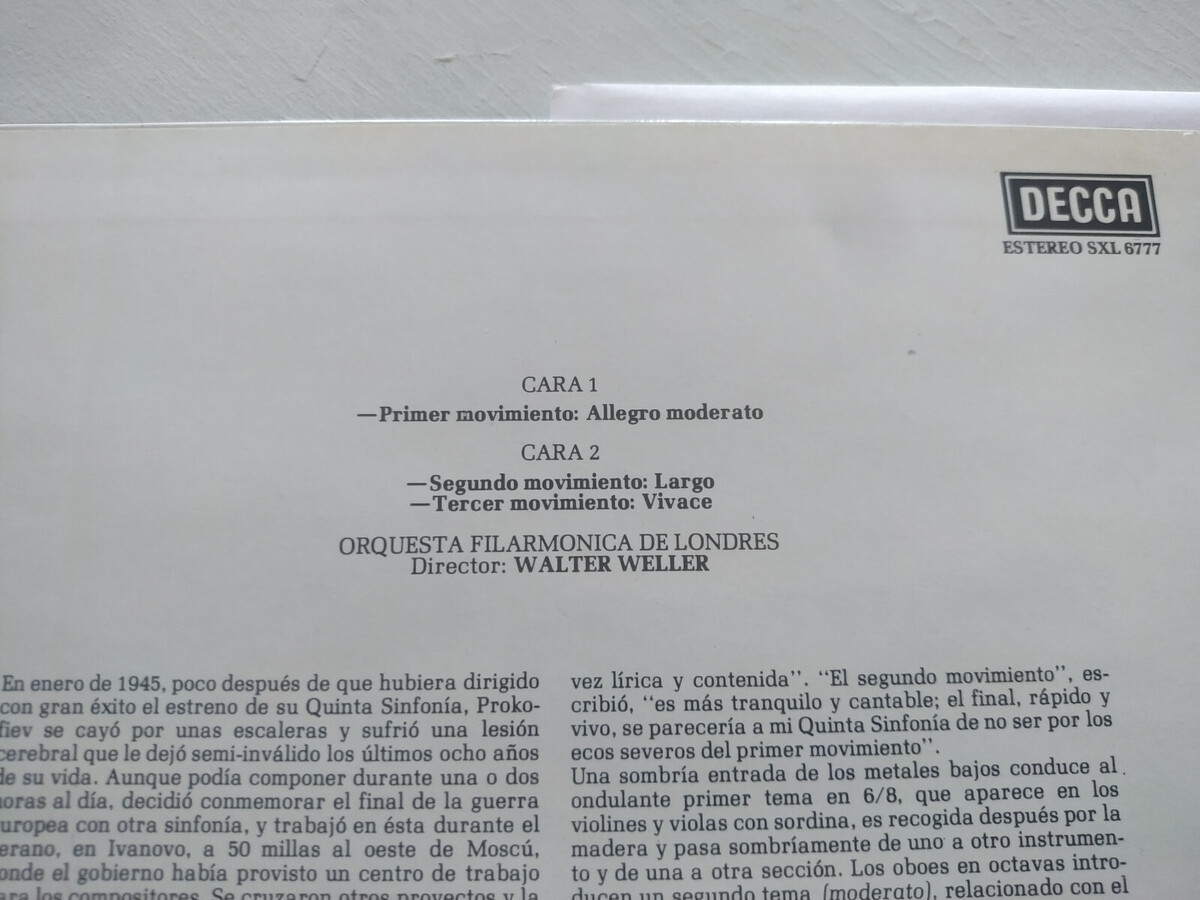 DECCA
ESTEREO SXL 6777
CARA 1
—Primer movimiento: Allegro moderato
CARA 2
—Segundo movimiento: Largo
—Tercer movimiento: Vivace
ORQUESTA FILARMONICA DE LONDRES
Director: WALTER WELLER
En enero de 1945, poco después de que hubiera dirigido
con gran éxito el estreno de su Quinta Sinfonía, Proko-
fiev se cayó por unas escaleras y sufrió una lesión
cerebral que le dejó semi-inválido los últimos ocho años
de su vida. Aunque podía componer durante una o dos
horas al día, decidió conmemorar el final de la guerra
europea con otra sinfonía, y trabajó en ésta durante el
verano, en Ivanovo, a 50 millas al oeste de Moscú,
donde el gobierno había provisto un centro de trabajo
para los compositores. Se cruzaron otros proyectos y la
vez lírica y contenida”. “El segundo movimiento”, es-
cribió, “es más tranquilo y cantable; el final, rápido y
vivo, se parecería a mi Quinta Sinfonía de no ser por los
ecos severos del primer movimiento”.
Una sombría entrada de los metales bajos conduce al
ondulante primer tema en 6/8, que aparece en los
violines y violas con sordina, es recogida después por la
madera y pasa sombríamente de uno a otro instrumen-
to y de una a otra sección. Los oboes en octavas intro-
ducen un segundo tema (moderato), relacionado con el